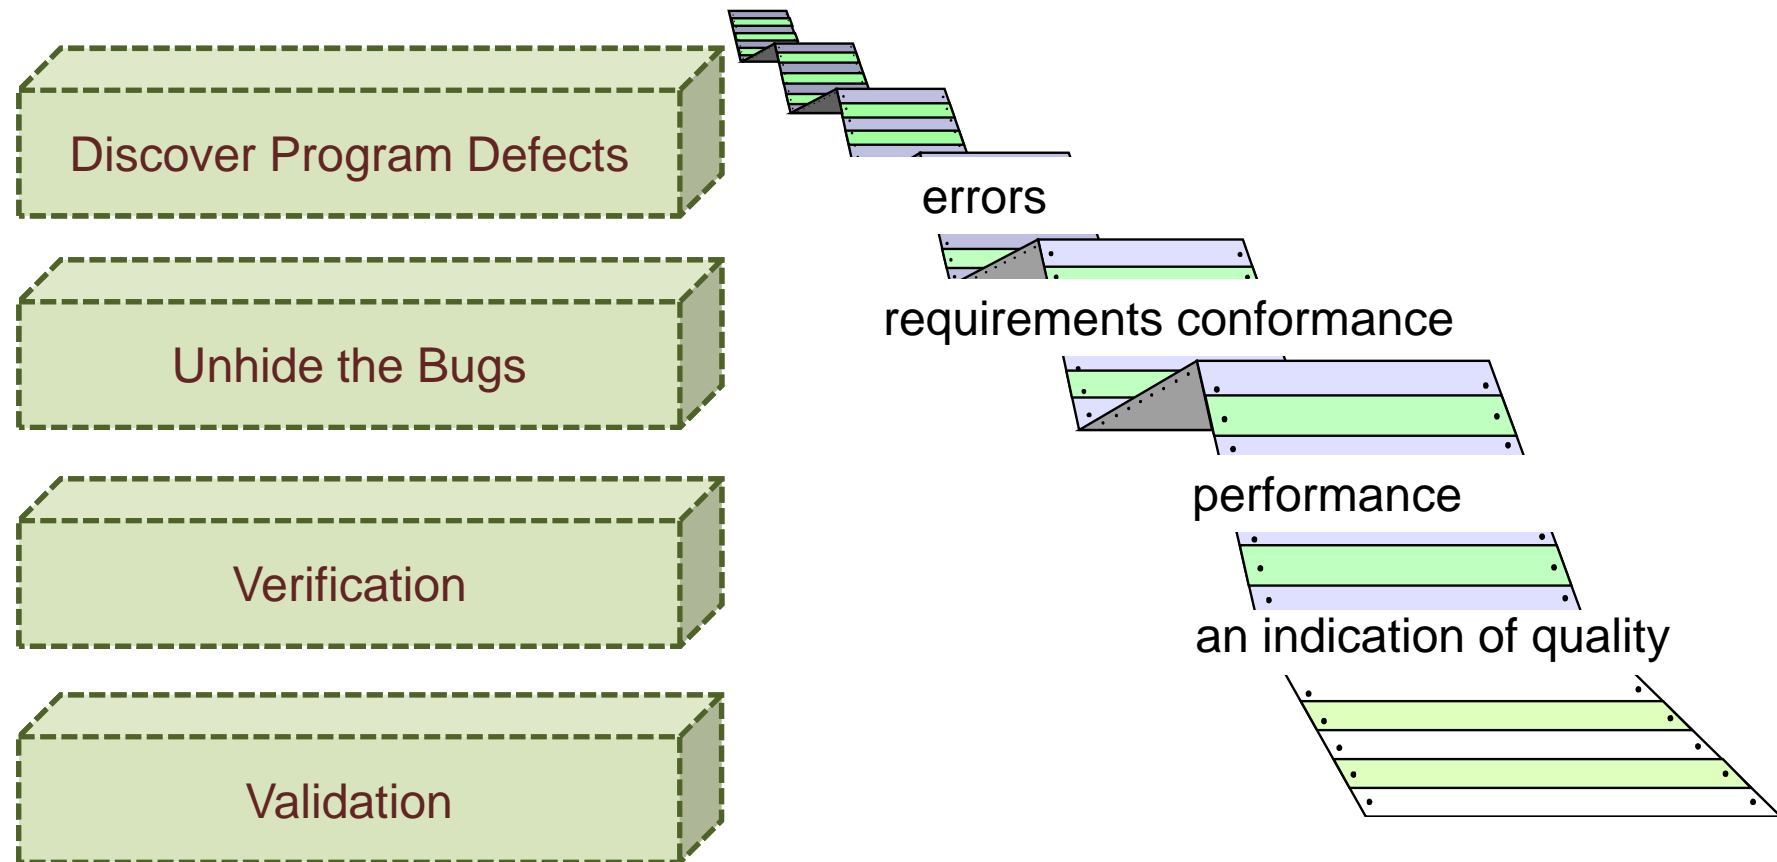 Discover Program Defects
errors
requirements conformance
Unhide the Bugs
performance
Verification
an indication of quality
Validation